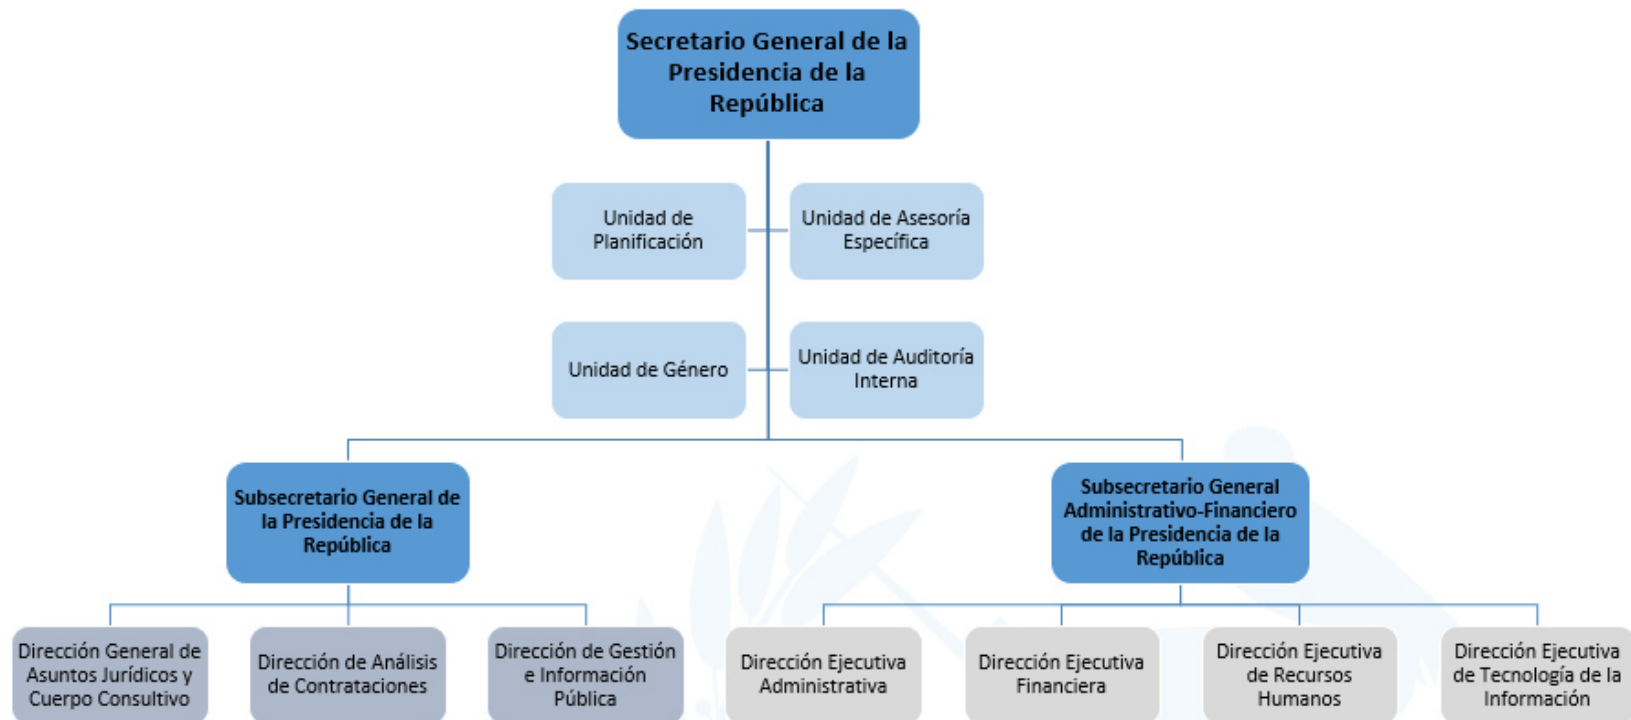 Secretario General de la
Presidencia de la
República
Unidad de
Planificación
Unidad de Asesoría
Específica
Unidad de Género
Unidad de Auditoría
Interna
Subsecretario General de
la Presidencia de la
República
Subsecretario General
Administrativo-Financiero
de la Presidencia de la
República
Dirección General de
Asuntos Jurídicos y
Cuerpo Consultivo
Dirección de Análisis
de Contrataciones
Dirección de Gestión
e Información
Pública
Dirección Ejecutiva
Administrativa
Dirección Ejecutiva
Financiera
Dirección Ejecutiva
de Recursos
Humanos
Dirección Ejecutiva
de Tecnología de la
Información